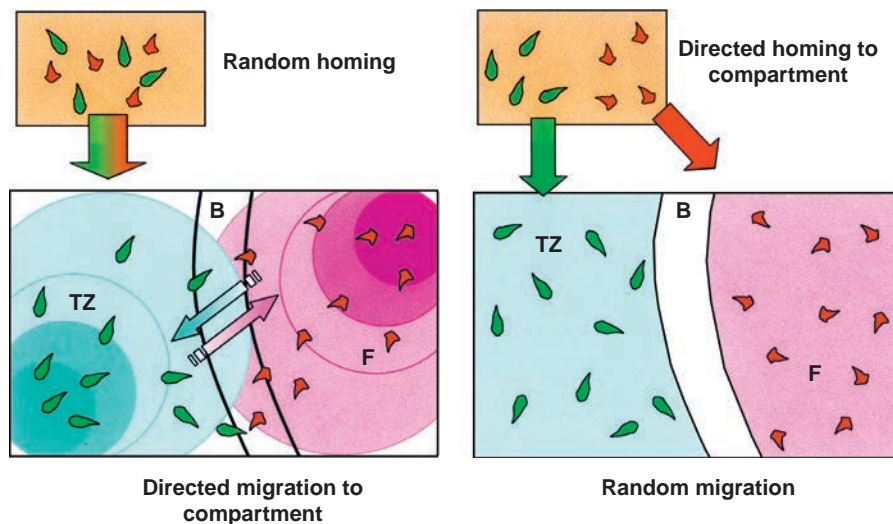 Random homing
Directed homing to
compartment
B
TZ
F
B
TZ
F
Directed migration to
compartment
Random migration